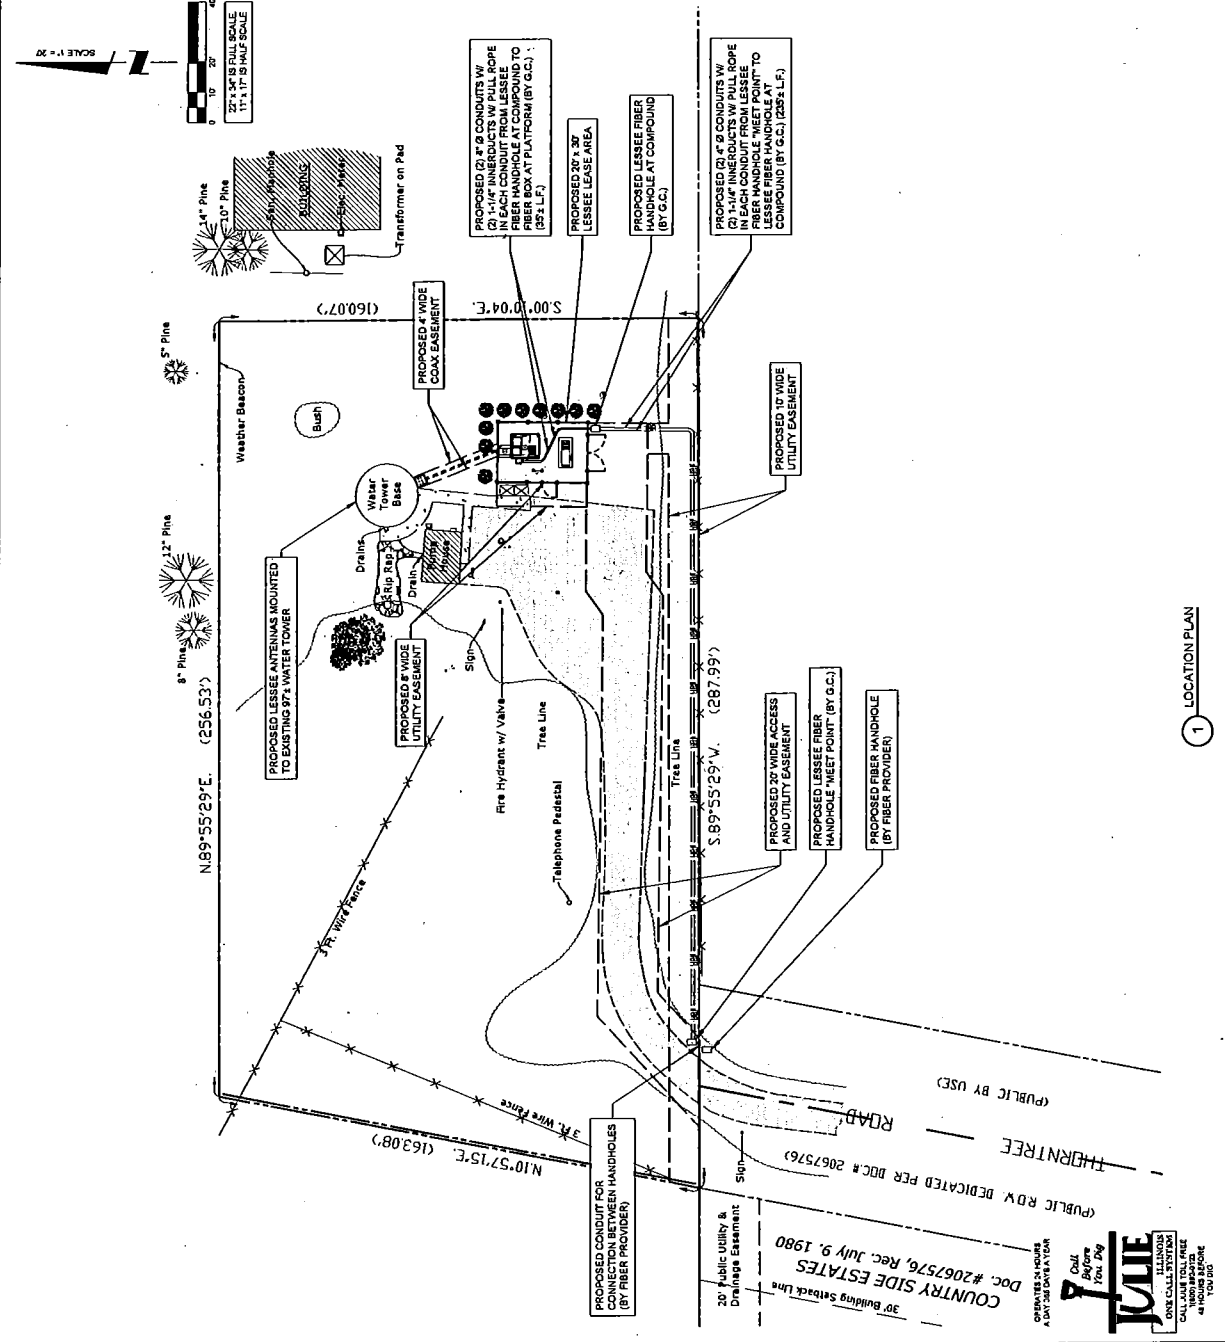 SCALE 1" = 20'
0 10' 20' 40'
22" x 34" IS FULL SCALE
11" x 17" IS HALF SCALE
14" Pine
10" Pine
San. Manhole
BUILDING
Elec. Meter
Transformer on Pad
5" Pine
12" Pine
8" Pine
Weather Beacon
Bush
(160.07')
S.00°10'04"E.
N.89°55'29"E. (256.53')
PROPOSED LESSEE ANTENNAS MOUNTED
TO EXISTING 97'± WATER TOWER
PROPOSED 4' WIDE
COAX EASEMENT
PROPOSED (2) 4" Ø CONDUITS W/
(2) 1-1/4" INNERDUCTS W/ PULL ROPE
IN EACH CONDUIT FROM LESSEE
FIBER HANDHOLE AT COMPOUND TO
FIBER BOX AT PLATFORM (BY G.C.)
(35'± L.F.)
PROPOSED 20' x 30'
LESSEE LEASE AREA
PROPOSED LESSEE FIBER
HANDHOLE AT COMPOUND
(BY G.C.)
PROPOSED (2) 4" Ø CONDUITS W/
(2) 1-1/4" INNERDUCTS W/ PULL ROPE
IN EACH CONDUIT FROM LESSEE
FIBER HANDHOLE "MEET POINT" TO
LESSEE FIBER HANDHOLE AT
COMPOUND (BY G.C.) (235'± L.F.)
Water
Tower
Base
Drains
Rip Rap
Drain
Pump
House
PROPOSED 8' WIDE
UTILITY EASEMENT
Sign
Fire Hydrant w/ Valve
Tree Line
Telephone Pedestal
3 Ft. Wire Fence
3 Ft. Wire Fence
Tree Line
PROPOSED 10' WIDE
UTILITY EASEMENT
S.89°55'29"W. (287.99')
PROPOSED 20' WIDE ACCESS
AND UTILITY EASEMENT
PROPOSED LESSEE FIBER
HANDHOLE "MEET POINT" (BY G.C.)
PROPOSED FIBER HANDHOLE
(BY FIBER PROVIDER)
N.10°57'15"E. (163.08')
PROPOSED CONDUIT FOR
CONNECTION BETWEEN HANDHOLES
(BY FIBER PROVIDER)
Sign
(PUBLIC BY USE)
THORNTREE ROAD
(PUBLIC R.O.W. DEDICATED PER DOC.# 2067576)
20' Public Utility &
Drainage Easement
30' Building Setback Line
COUNTRY SIDE ESTATES
Doc. #2067576, Rec. July 9, 1980
1 LOCATION PLAN
OPERATES 24 HOURS
A DAY 365 DAYS A YEAR
Call
Before
You Dig
JULIE
ILLINOIS
ONE CALL SYSTEM
CALL JULIE TOLL FREE
48 HOURS BEFORE
YOU DIG